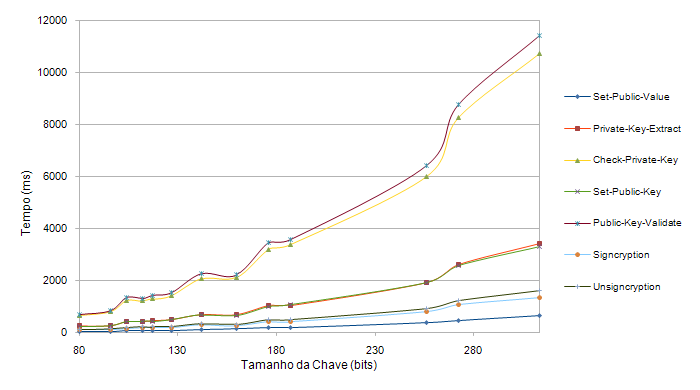 12000
10000
8000
6000
4000
2000
0
Tempo (ms)
80
130
180
230
280
Tamanho da Chave (bits)
Set-Public-Value
Private-Key-Extract
Check-Private-Key
Set-Public-Key
Public-Key-Validate
Signcryption
Unsigncryption